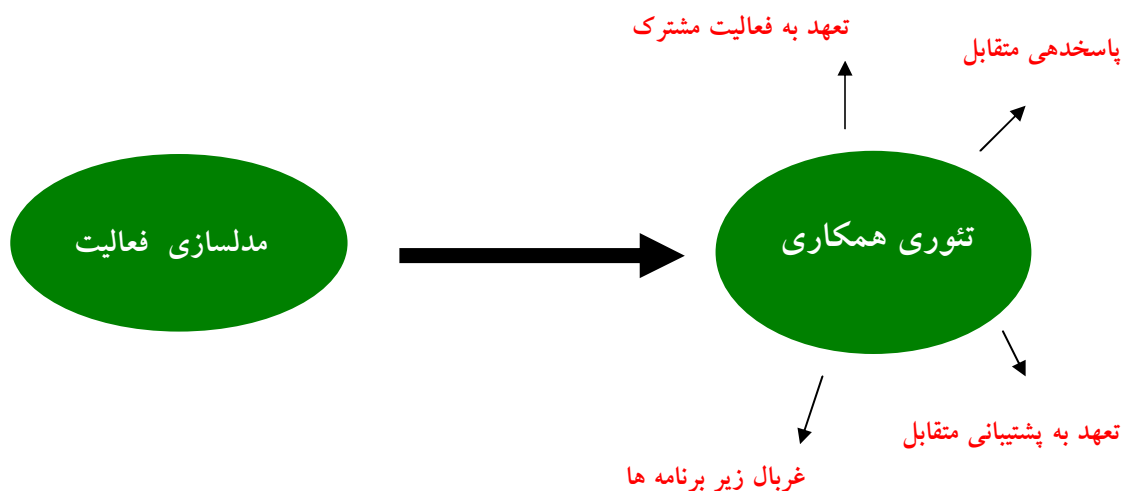 تعهد به فعالیت مشترک
پاسخدهی متقابل
تئوری همکاری
مدلسازی فعالیت
تعهد به پشتیبانی متقابل
غربال زیر برنامه ها